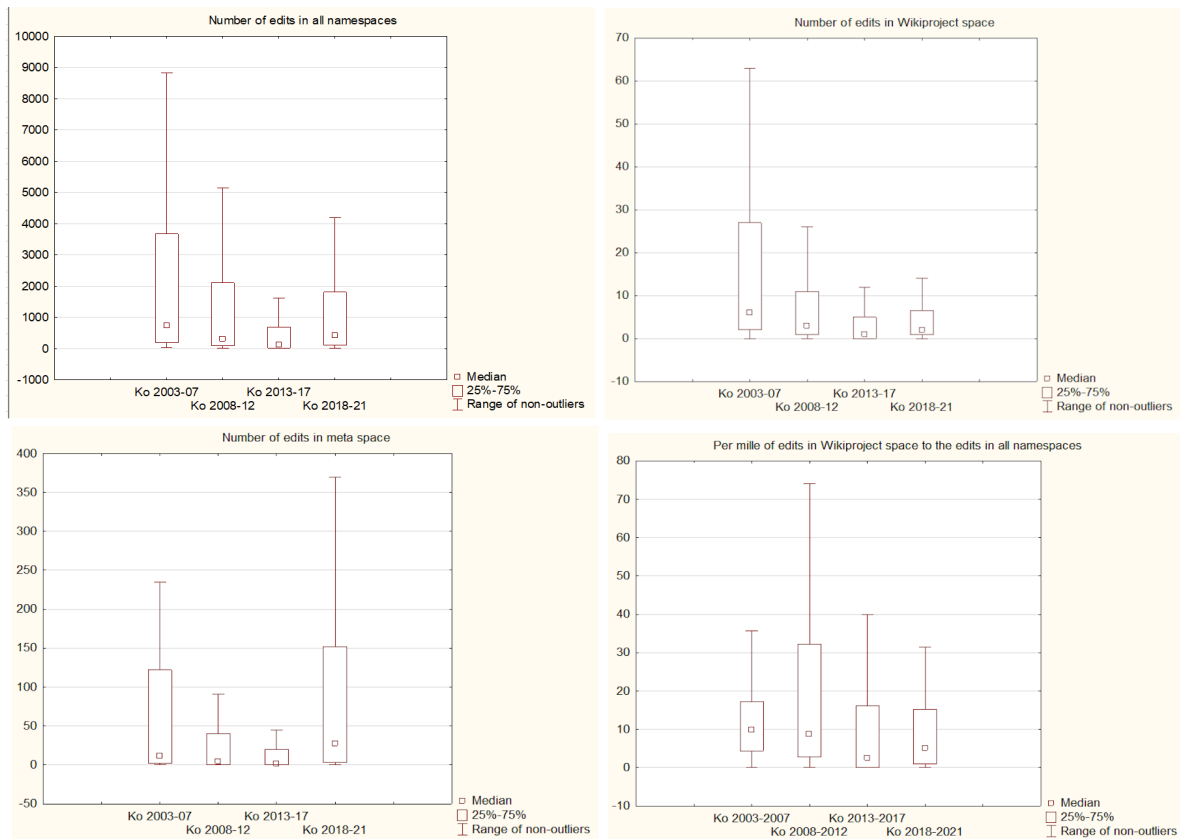 Number of edits in all namespaces
10000
9000
8000
7000
6000
5000
4000
3000
2000
1000
0
-1000
Ko 2003-07
Ko 2008-12
Ko 2013-17
Ko 2018-21
Median
25%-75%
Range of non-outliers
Number of edits in Wikiproject space
70
60
50
40
30
20
10
0
-10
Ko 2003-07
Ko 2008-12
Ko 2013-17
Ko 2018-21
Median
25%-75%
Range of non-outliers
Number of edits in meta space
400
350
300
250
200
150
100
50
0
-50
Ko 2003-07
Ko 2008-12
Ko 2013-17
Ko 2018-21
Median
25%-75%
Range of non-outliers
Per mille of edits in Wikiproject space to the edits in all namespaces
80
70
60
50
40
30
20
10
0
-10
Ko 2003-2007
Ko 2008-2012
Ko 2013-2017
Ko 2018-2021
Median
25%-75%
Range of non-outliers